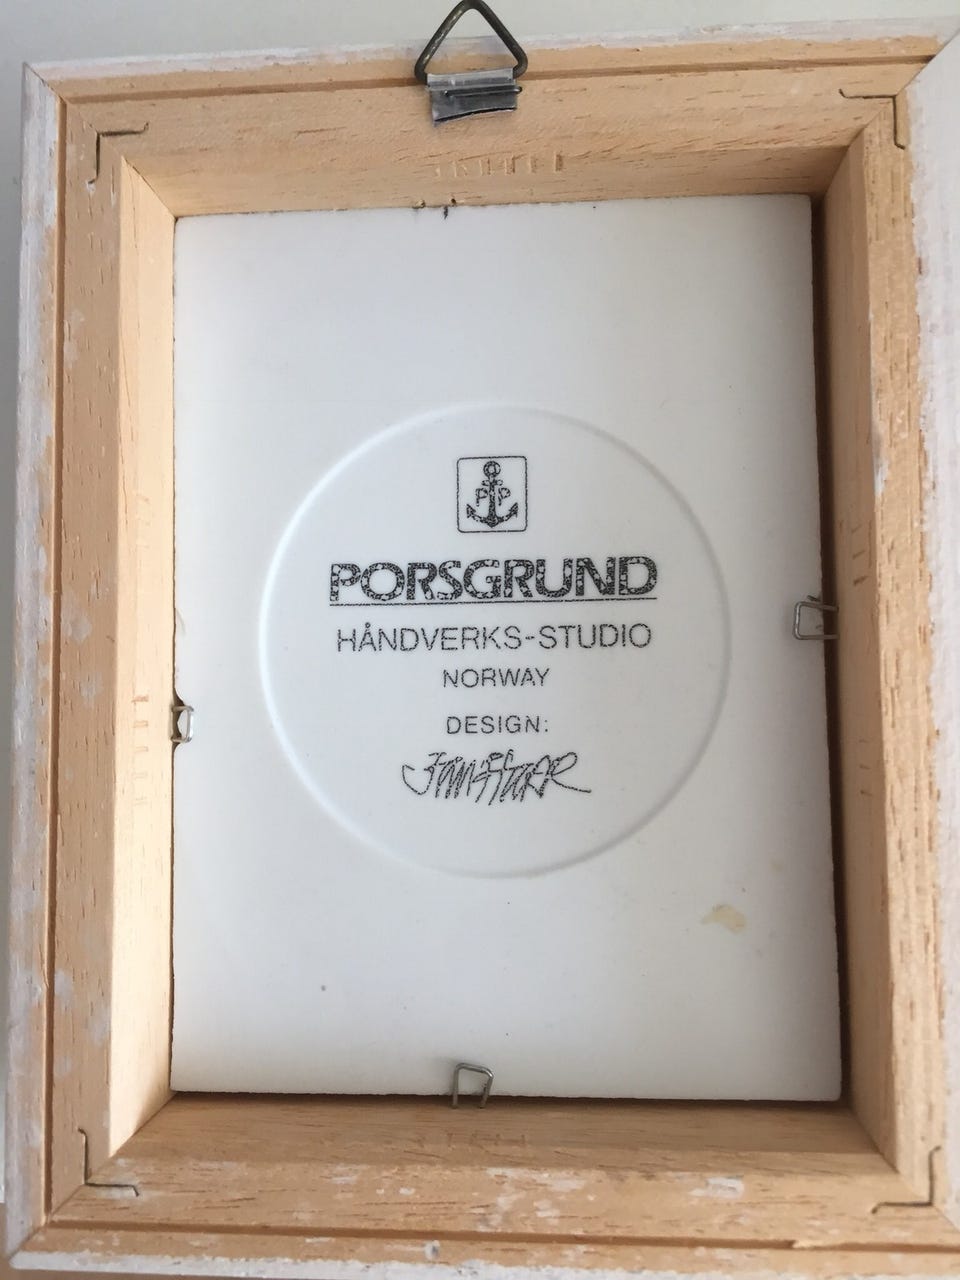 P P
PORSGRUND
HÅNDVERKS-STUDIO
NORWAY
DESIGN: